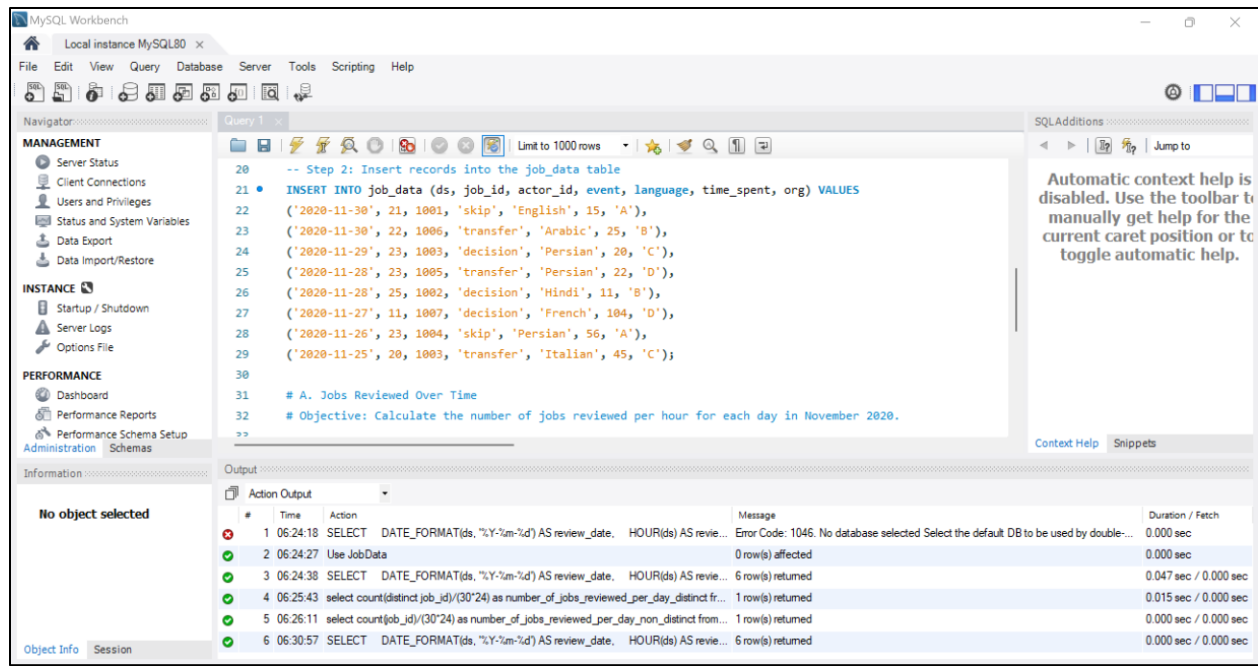 MySQL Workbench
Local instance MySQL80
File Edit View Query Database Server Tools Scripting Help
Navigator
MANAGEMENT
Server Status
Client Connections
Users and Privileges
Status and System Variables
Data Export
Data Import/Restore
INSTANCE
Startup / Shutdown
Server Logs
Options File
PERFORMANCE
Dashboard
Performance Reports
Performance Schema Setup
Administration Schemas
Information
No object selected
Object Info Session
Query 1
Limit to 1000 rows
20 -- Step 2: Insert records into the job_data table
21 INSERT INTO job_data (ds, job_id, actor_id, event, language, time_spent, org) VALUES
22 ('2020-11-30', 21, 1001, 'skip', 'English', 15, 'A'),
23 ('2020-11-30', 22, 1006, 'transfer', 'Arabic', 25, 'B'),
24 ('2020-11-29', 23, 1003, 'decision', 'Persian', 20, 'C'),
25 ('2020-11-28', 23, 1005, 'transfer', 'Persian', 22, 'D'),
26 ('2020-11-28', 25, 1002, 'decision', 'Hindi', 11, 'B'),
27 ('2020-11-27', 11, 1007, 'decision', 'French', 104, 'D'),
28 ('2020-11-26', 23, 1004, 'skip', 'Persian', 56, 'A'),
29 ('2020-11-25', 20, 1003, 'transfer', 'Italian', 45, 'C');
30
31 # A. Jobs Reviewed Over Time
32 # Objective: Calculate the number of jobs reviewed per hour for each day in November 2020.
SQLAdditions
Jump to
Automatic context help is
disabled. Use the toolbar to
manually get help for the
current caret position or to
toggle automatic help.
Context Help Snippets
Output
Action Output
# Time Action Message Duration / Fetch
1 06:24:18 SELECT DATE_FORMAT(ds, "%Y-%m-%d") AS review_date, HOUR(ds) AS revie... Error Code: 1046. No database selected Select the default DB to be used by double-... 0.000 sec
2 06:24:27 Use JobData 0 row(s) affected 0.000 sec
3 06:24:38 SELECT DATE_FORMAT(ds, "%Y-%m-%d") AS review_date, HOUR(ds) AS revie... 6 row(s) returned 0.047 sec / 0.000 sec
4 06:25:43 select count(distinct job_id)/(30*24) as number_of_jobs_reviewed_per_day_distinct fr... 1 row(s) returned 0.015 sec / 0.000 sec
5 06:26:11 select count(job_id)/(30*24) as number_of_jobs_reviewed_per_day_non_distinct from... 1 row(s) returned 0.000 sec / 0.000 sec
6 06:30:57 SELECT DATE_FORMAT(ds, "%Y-%m-%d") AS review_date, HOUR(ds) AS revie... 6 row(s) returned 0.000 sec / 0.000 sec